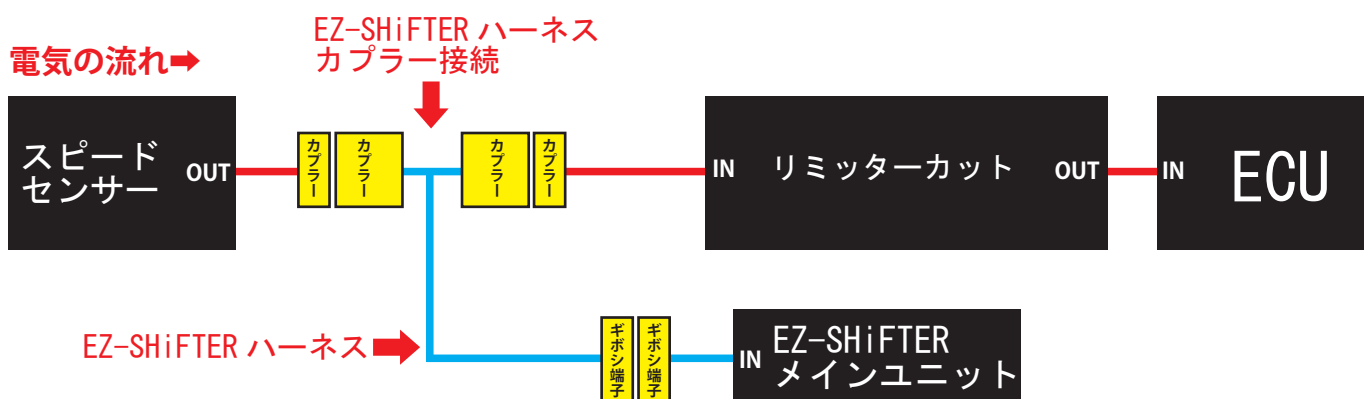 EZ-SHiFTER ハーネス
カプラー接続
電気の流れ➡
スピード
センサー
OUT
カプラー
カプラー
カプラー
カプラー
IN
リミッターカット
OUT
IN
ECU
EZ-SHiFTER ハーネス
ギボシ端子
ギボシ端子
IN
EZ-SHiFTER
メインユニット